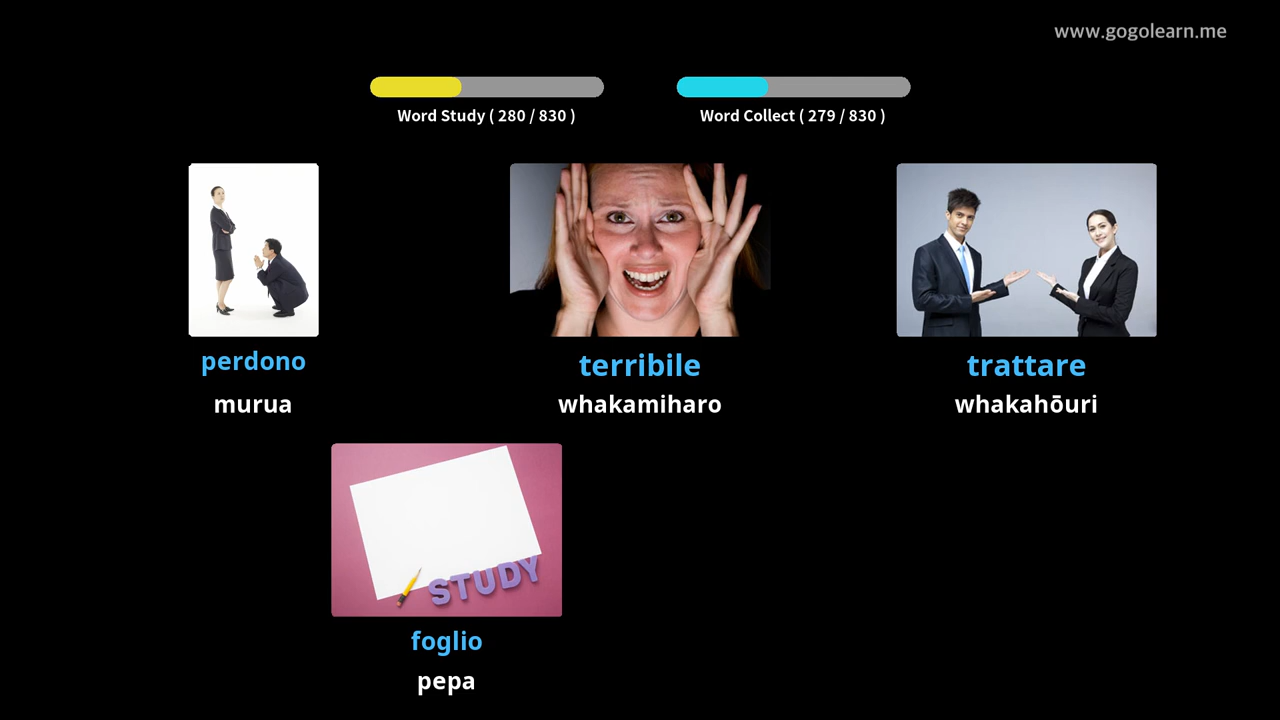 www.gogolearn.me
Word Study ( 280 / 830 )
Word Collect ( 279 / 830 )
perdono
murua
terribile
whakamiharo
trattare
whakahōuri
STUDY
foglio
pepa